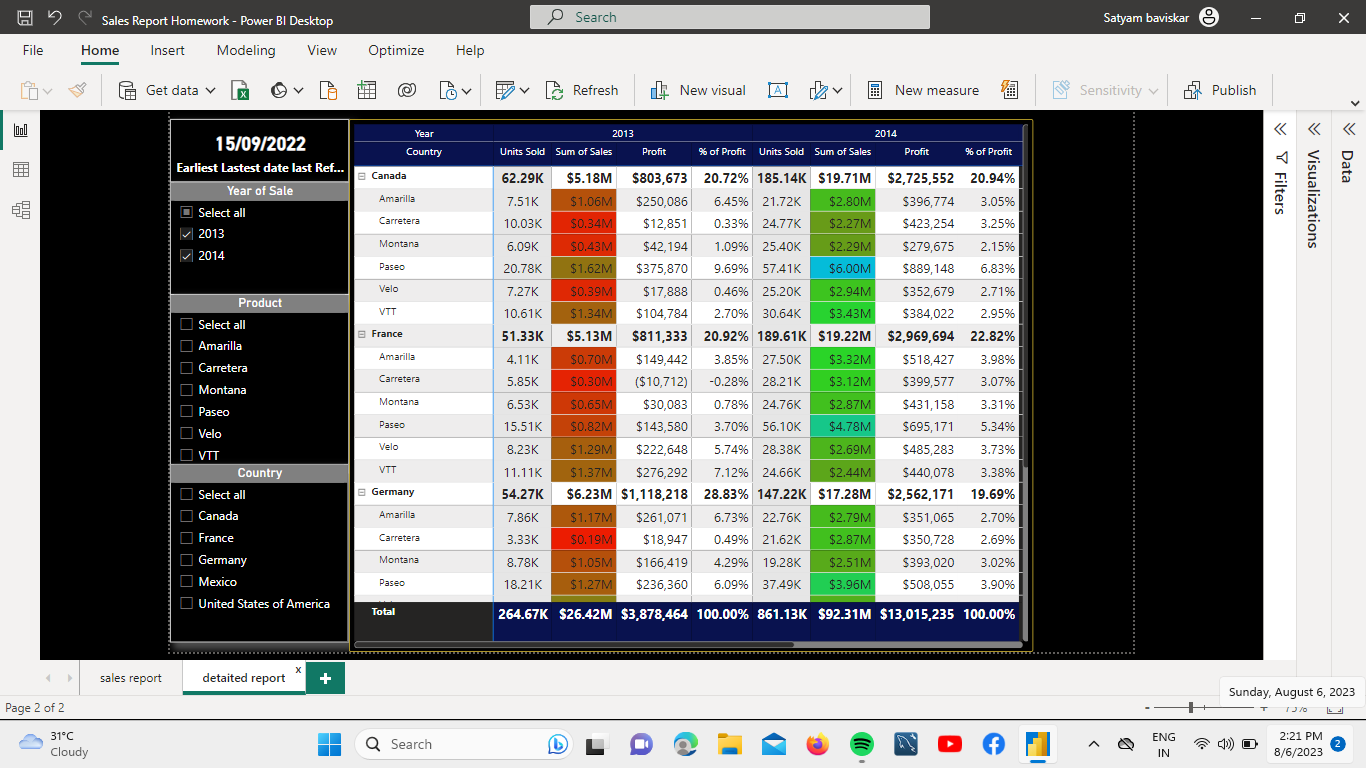 Sales Report Homework - Power BI Desktop
Search
Satyam baviskar
File Home Insert Modeling View Optimize Help
Get data
Refresh
New visual
New measure
Sensitivity
Publish
15/09/2022
Earliest Lastest date last Ref...
Year of Sale
Select all
2013
2014
Product
Select all
Amarilla
Carretera
Montana
Paseo
Velo
VTT
Country
Select all
Canada
France
Germany
Mexico
United States of America
Year 2013 2014
Country Units Sold Sum of Sales Profit % of Profit Units Sold Sum of Sales Profit % of Profit
Canada 62.29K $5.18M $803,673 20.72% 185.14K $19.71M $2,725,552 20.94%
Amarilla 7.51K $1.06M $250,086 6.45% 21.72K $2.80M $396,774 3.05%
Carretera 10.03K $0.34M $12,851 0.33% 24.77K $2.27M $423,254 3.25%
Montana 6.09K $0.43M $42,194 1.09% 25.40K $2.29M $279,675 2.15%
Paseo 20.78K $1.62M $375,870 9.69% 57.41K $6.00M $889,148 6.83%
Velo 7.27K $0.39M $17,888 0.46% 25.20K $2.94M $352,679 2.71%
VTT 10.61K $1.34M $104,784 2.70% 30.64K $3.43M $384,022 2.95%
France 51.33K $5.13M $811,333 20.92% 189.61K $19.22M $2,969,694 22.82%
Amarilla 4.11K $0.70M $149,442 3.85% 27.50K $3.32M $518,427 3.98%
Carretera 5.85K $0.30M ($10,712) -0.28% 28.21K $3.12M $399,577 3.07%
Montana 6.53K $0.65M $30,083 0.78% 24.76K $2.87M $431,158 3.31%
Paseo 15.51K $0.82M $143,580 3.70% 56.10K $4.78M $695,171 5.34%
Velo 8.23K $1.29M $222,648 5.74% 28.38K $2.69M $485,283 3.73%
VTT 11.11K $1.37M $276,292 7.12% 24.66K $2.44M $440,078 3.38%
Germany 54.27K $6.23M $1,118,218 28.83% 147.22K $17.28M $2,562,171 19.69%
Amarilla 7.86K $1.17M $261,071 6.73% 22.76K $2.79M $351,065 2.70%
Carretera 3.33K $0.19M $18,947 0.49% 21.62K $2.87M $350,728 2.69%
Montana 8.78K $1.05M $166,419 4.29% 19.28K $2.51M $393,020 3.02%
Paseo 18.21K $1.27M $236,360 6.09% 37.49K $3.96M $508,055 3.90%
Total 264.67K $26.42M $3,878,464 100.00% 861.13K $92.31M $13,015,235 100.00%
Filters
Visualizations
Data
sales report
detaited report
x
Page 2 of 2
Sunday, August 6, 2023
31°C
Cloudy
Search
ENG
IN
2:21 PM
8/6/2023
2